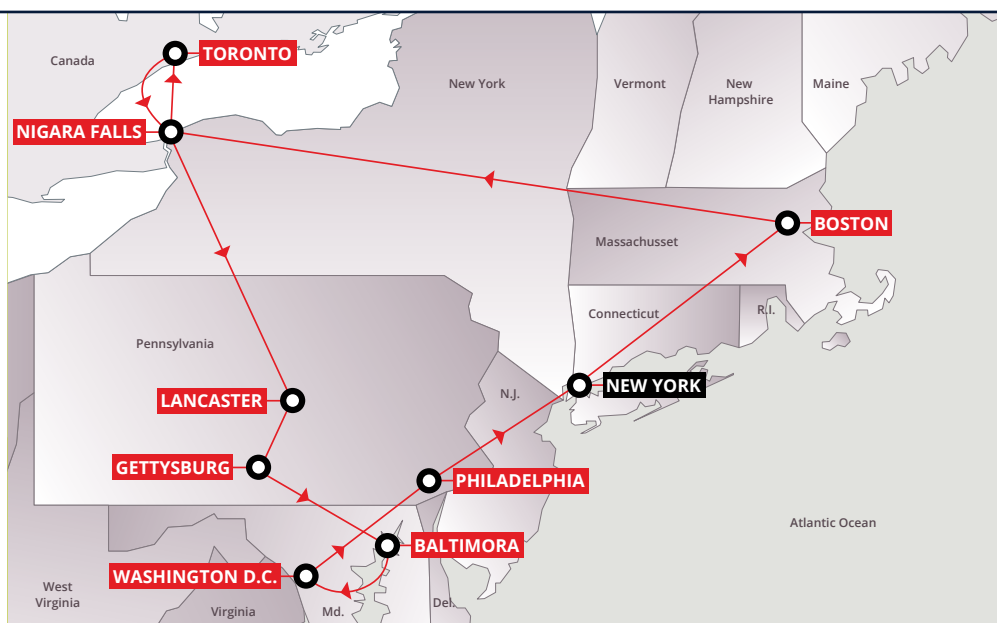 TORONTO
Canada
New York
Vermont
New
Hampshire
Maine
NIGARA FALLS
BOSTON
Massachusset
Connecticut
R.I.
Pennsylvania
NEW YORK
N.J.
LANCASTER
GETTYSBURG
PHILADELPHIA
Atlantic Ocean
BALTIMORA
WASHINGTON D.C.
West
Virginia
Virginia
Md.
Del.